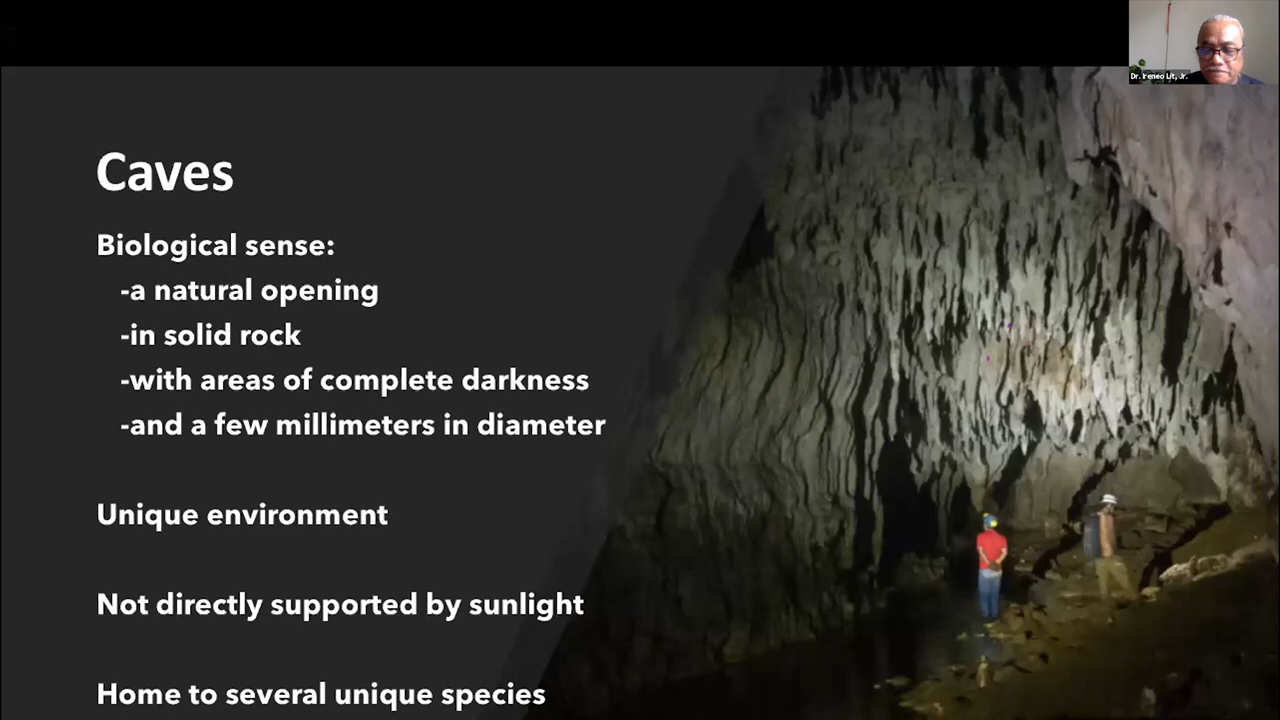 Dr. Ireneo Lit, Jr.
Caves
Biological sense:
-a natural opening
-in solid rock
-with areas of complete darkness
-and a few millimeters in diameter
Unique environment
Not directly supported by sunlight
Home to several unique species